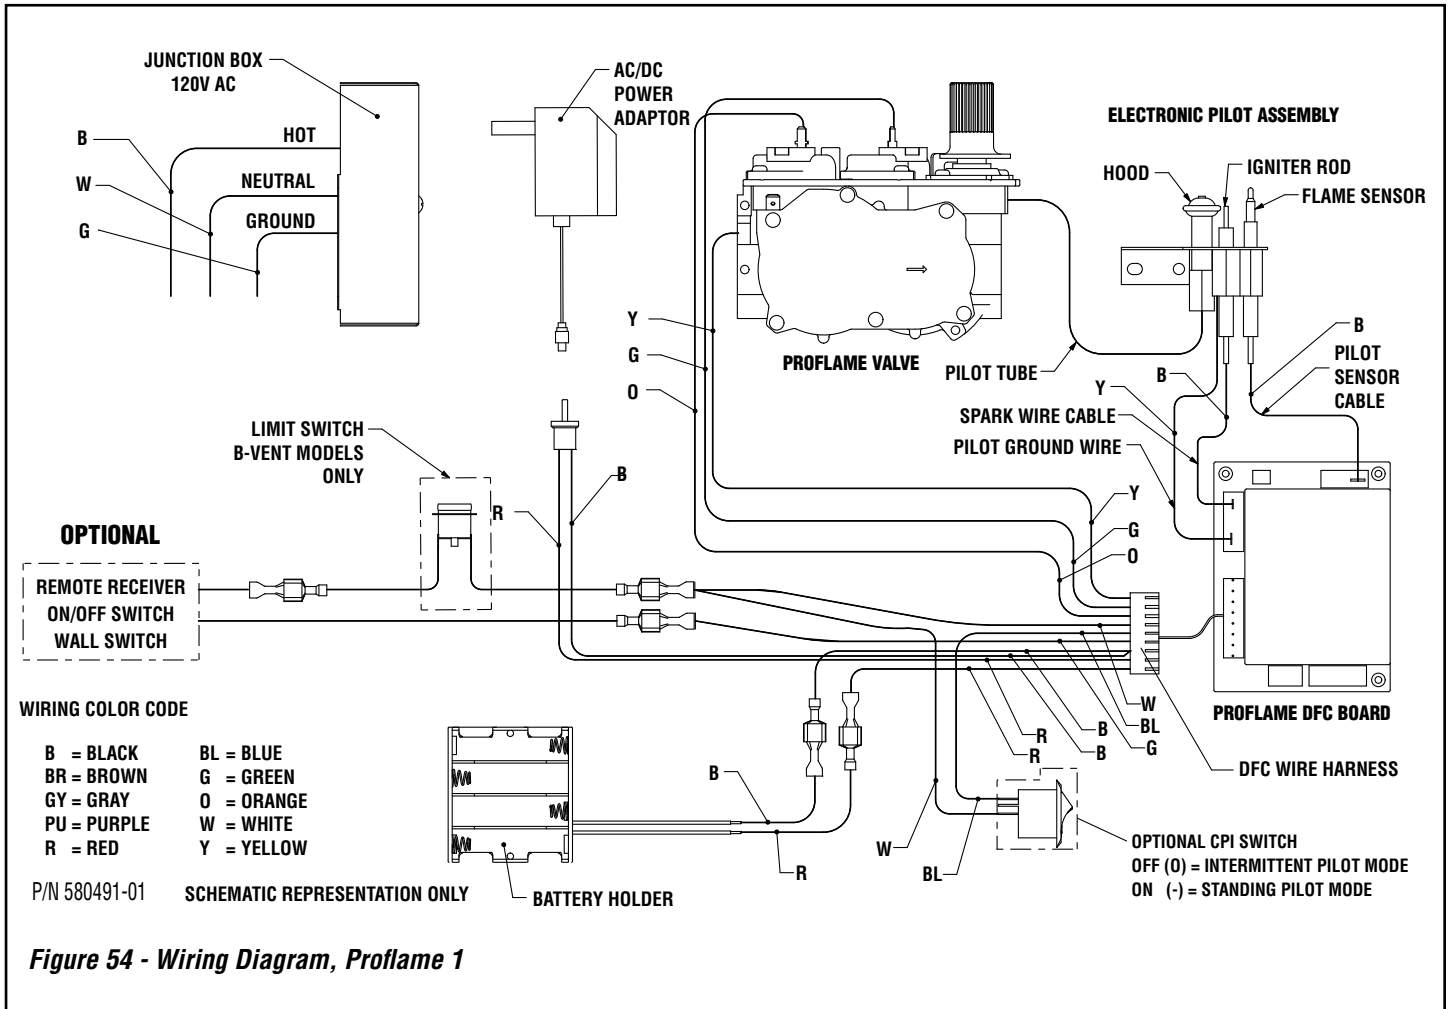 JUNCTION BOX
120V AC
HOT
B
NEUTRAL
W
GROUND
G
AC/DC
POWER
ADAPTOR
ELECTRONIC PILOT ASSEMBLY
HOOD
IGNITER ROD
FLAME SENSOR
PROFLAME VALVE
PILOT TUBE
Y
G
O
B
PILOT
SENSOR
CABLE
B
Y
SPARK WIRE CABLE
PILOT GROUND WIRE
LIMIT SWITCH
B-VENT MODELS
ONLY
R
B
Y
G
O
OPTIONAL
REMOTE RECEIVER
ON/OFF SWITCH
WALL SWITCH
W
BL
G
B
B
R
R
PROFLAME DFC BOARD
DFC WIRE HARNESS
WIRING COLOR CODE
B = BLACK
BR = BROWN
GY = GRAY
PU = PURPLE
R = RED
BL = BLUE
G = GREEN
O = ORANGE
W = WHITE
Y = YELLOW
B
R
W
BL
OPTIONAL CPI SWITCH
OFF (O) = INTERMITTENT PILOT MODE
ON (-) = STANDING PILOT MODE
P/N 580491-01
SCHEMATIC REPRESENTATION ONLY
BATTERY HOLDER
Figure 54 - Wiring Diagram, Proflame 1